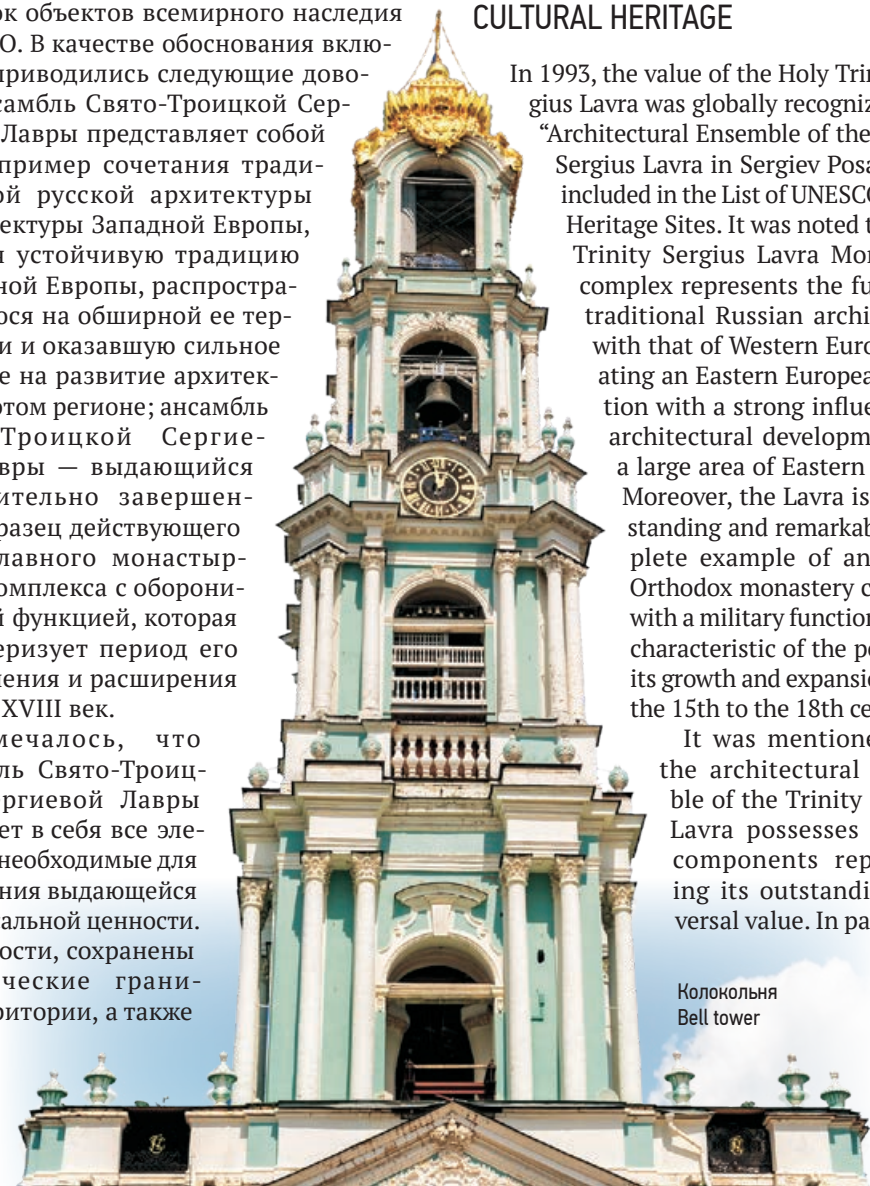 ок объектов всемирного наследия
О. В качестве обоснования вклю-
приводились следующие дово-
самбль Свято-Троицкой Сер-
Лавры представляет собой
пример сочетания тради-
ой русской архитектуры
ектуры Западной Европы,
я устойчивую традицию
ной Европы, распростра-
ося на обширной ее тер-
и и оказавшую сильное
е на развитие архитек-
этом регионе; ансамбль
Троицкой Сергие-
вры — выдающийся
ительно завершен-
разец действующего
лавного монастыр-
омплекса с оборони-
й функцией, которая
еризует период его
ения и расширения
XVIII век.
мечалось, что
ль Свято-Троиц-
ргиевой Лавры
ет в себя все эле-
необходимые для
ния выдающейся
альной ценности.
ости, сохранены
ческие грани-
ритории, а также
CULTURAL HERITAGE
In 1993, the value of the Holy Trin
gius Lavra was globally recogniz
“Architectural Ensemble of the
Sergius Lavra in Sergiev Posa
included in the List of UNESCO
Heritage Sites. It was noted t
Trinity Sergius Lavra Mon
complex represents the fu
traditional Russian archi
with that of Western Euro
ating an Eastern Europea
tion with a strong influe
architectural developm
a large area of Eastern
Moreover, the Lavra is
standing and remarkab
plete example of an
Orthodox monastery c
with a military function
characteristic of the pe
its growth and expansio
the 15th to the 18th ce
It was mentione
the architectural
ble of the Trinity
Lavra possesses
components rep
ing its outstandi
versal value. In pa
Колокольня
Bell tower